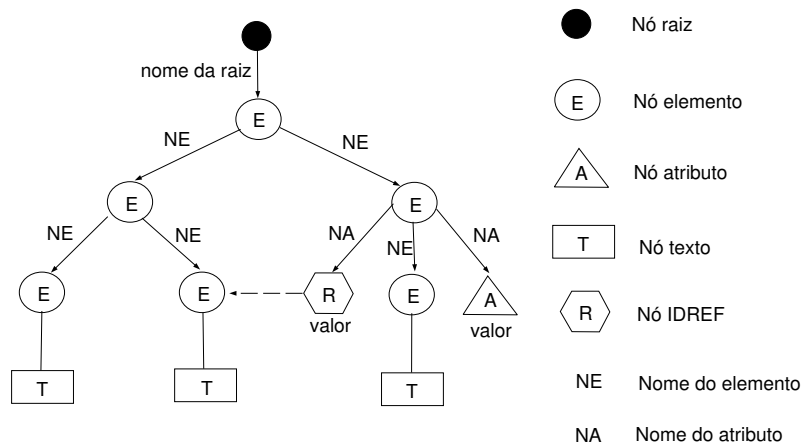 nome da raiz
E
NE
NE
E
E
NE
NE
NA
NE
NA
E
E
R
E
A
valor
valor
T
T
T
Nó raiz
E
Nó elemento
A
Nó atributo
T
Nó texto
R
Nó IDREF
NE
Nome do elemento
NA
Nome do atributo